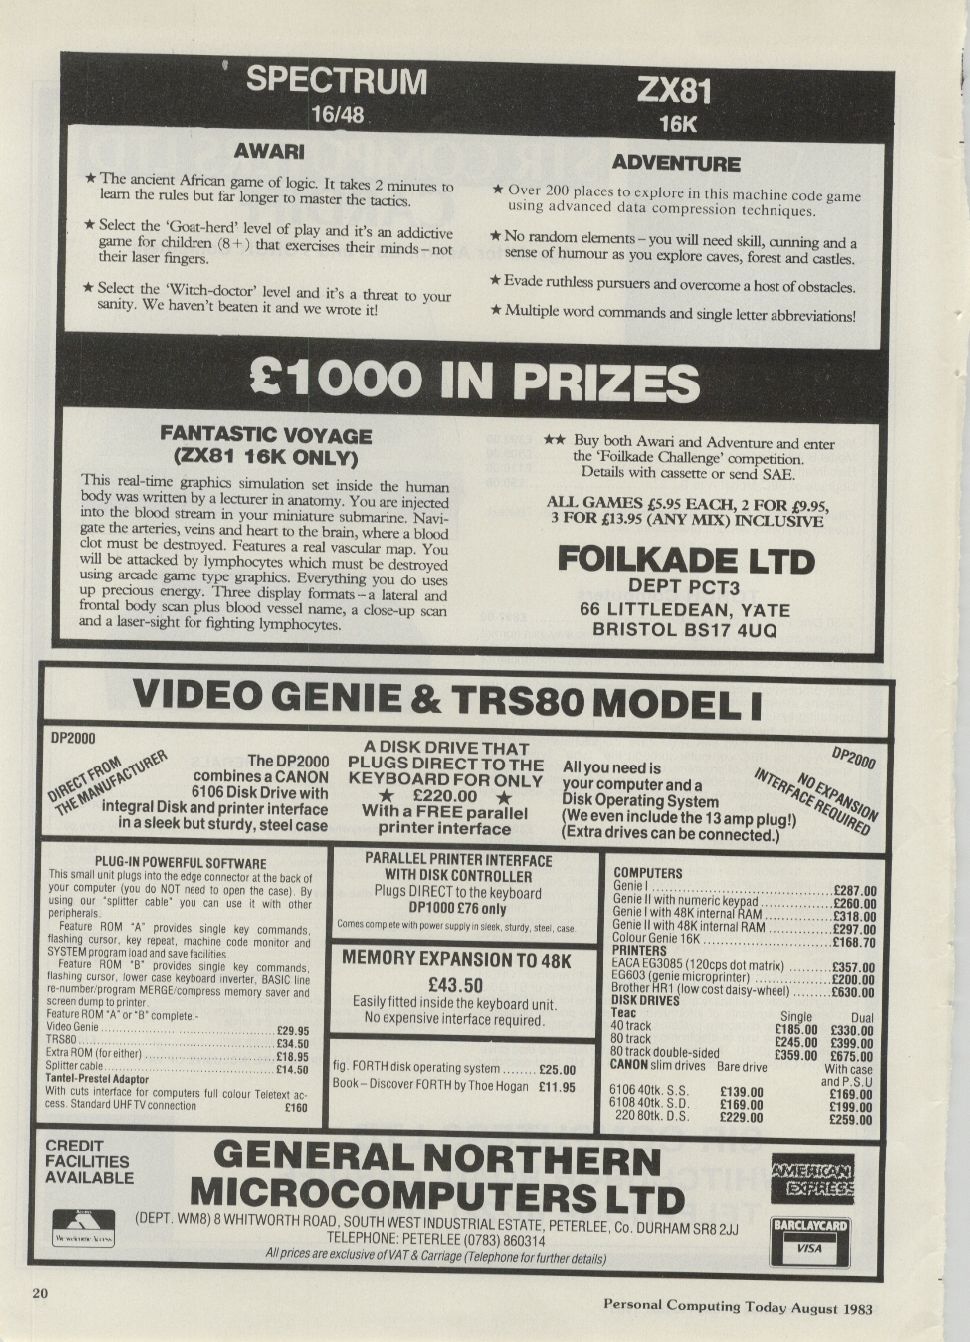 SPECTRUM
16/48
ZX81
16K
AWARI
★ The ancient African game of logic. It takes 2 minutes to
learn the rules but far longer to master the tactics.
★ Select the ‘Goat-herd’ level of play and it’s an addictive
game for children (8+) that exercises their minds – not
their laser fingers.
★ Select the ‘Witch-doctor’ level and it’s a threat to your
sanity. We haven’t beaten it and we wrote it!
ADVENTURE
★ Over 200 places to explore in this machine code game
using advanced data compression techniques.
★ No random elements – you will need skill, cunning and a
sense of humour as you explore caves, forest and castles.
★ Evade ruthless pursuers and overcome a host of obstacles.
★ Multiple word commands and single letter abbreviations!
£1000 IN PRIZES
FANTASTIC VOYAGE
(ZX81 16K ONLY)
This real-time graphics simulation set inside the human
body was written by a lecturer in anatomy. You are injected
into the blood stream in your miniature submarine. Navi-
gate the arteries, veins and heart to the brain, where a blood
clot must be destroyed. Features a real vascular map. You
will be attacked by lymphocytes which must be destroyed
using arcade game type graphics. Everything you do uses
up precious energy. Three display formats – a lateral and
frontal body scan plus blood vessel name, a close-up scan
and a laser-sight for fighting lymphocytes.
★★ Buy both Awari and Adventure and enter
the ‘Foilkade Challenge’ competition.
Details with cassette or send SAE.
ALL GAMES £5.95 EACH, 2 FOR £9.95,
3 FOR £13.95 (ANY MIX) INCLUSIVE
FOILKADE LTD
DEPT PCT3
66 LITTLEDEAN, YATE
BRISTOL BS17 4UQ
VIDEO GENIE & TRS80 MODEL I
DP2000
DIRECT FROM
THE MANUFACTURER
The DP2000
combines a CANON
6106 Disk Drive with
integral Disk and printer interface
in a sleek but sturdy, steel case
A DISK DRIVE THAT
PLUGS DIRECT TO THE
KEYBOARD FOR ONLY
★ £220.00 ★
With a FREE parallel
printer interface
All you need is
your computer and a
Disk Operating System
(We even include the 13 amp plug!)
(Extra drives can be connected.)
DP2000
NO EXPANSION
INTERFACE REQUIRED
PLUG-IN POWERFUL SOFTWARE
This small unit plugs into the edge connector at the back of
your computer (you do NOT need to open the case). By
using our "splitter cable" you can use it with other
peripherals.
Feature ROM "A" provides single key commands,
flashing cursor, key repeat, machine code monitor and
SYSTEM program load and save facilities
Feature ROM "B" provides single key commands,
flashing cursor, lower case keyboard inverter, BASIC line
re-number/program MERGE/compress memory saver and
screen dump to printer.
Feature ROM "A" or "B" complete.-
Video Genie ........ £29.95
TRS80 ........ £34.50
Extra ROM (for either) ........ £18.95
Splitter cable ........ £14.50
Tantel-Prestel Adaptor
With cuts interface for computers full colour Teletext ac-
cess. Standard UHF TV connection £160
PARALLEL PRINTER INTERFACE
WITH DISK CONTROLLER
Plugs DIRECT to the keyboard
DP1000 £76 only
Comes compete with power supply in sleek, sturdy, steel, case.
MEMORY EXPANSION TO 48K
£43.50
Easily fitted inside the keyboard unit.
No expensive interface required.
fig. FORTH disk operating system ........ £25.00
Book – Discover FORTH by Thoe Hogan £11.95
COMPUTERS
Genie I ........ £287.00
Genie II with numeric keypad ........ £260.00
Genie I with 48K internal RAM ........ £318.00
Genie II with 48K internal RAM ........ £297.00
Colour Genie 16K ........ £168.70
PRINTERS
EACA EG3085 (120cps dot matrix) ........ £357.00
EG603 (genie microprinter) ........ £200.00
Brother HR1 (low cost daisy-wheel) ........ £630.00
DISK DRIVES
Teac Single Dual
40 track £185.00 £330.00
80 track £245.00 £399.00
80 track double-sided £359.00 £675.00
CANON slim drives Bare drive With case
and P.S.U
6106 40tk. S.S. £139.00 £169.00
6108 40tk. S.D. £169.00 £199.00
220 80tk. D.S. £229.00 £259.00
CREDIT
FACILITIES
AVAILABLE
GENERAL NORTHERN
MICROCOMPUTERS LTD
(DEPT. WM8) 8 WHITWORTH ROAD, SOUTH WEST INDUSTRIAL ESTATE, PETERLEE, Co. DURHAM SR8 2JJ
TELEPHONE: PETERLEE (0783) 860314
All prices are exclusive of VAT & Carriage (Telephone for further details)
AMERICAN
EXPRESS
BARCLAYCARD
VISA
20
Personal Computing Today August 1983